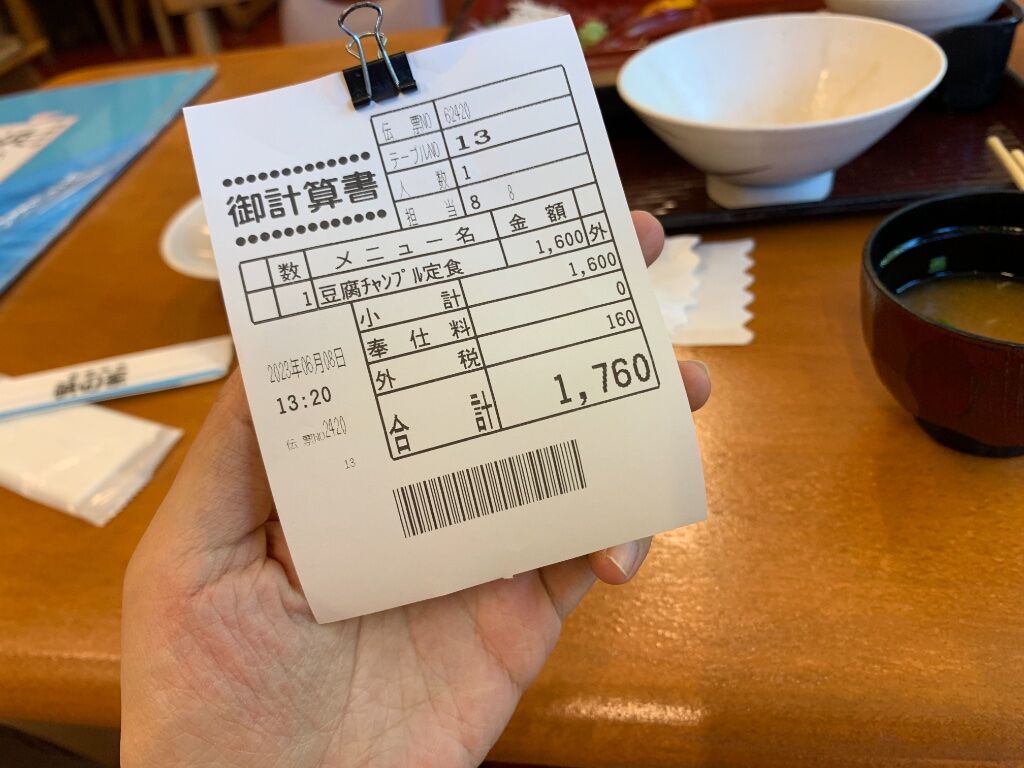 伝票NO 62420
テーブルNO 13
人数 1
担当 8 8
御計算書
数 メニュー名 金額
1 豆腐チャンプル定食 1,600 外
小計 1,600
奉仕料 0
外税 160
合計 1,760
2023年06月08日
13:20
伝票NO2420
13